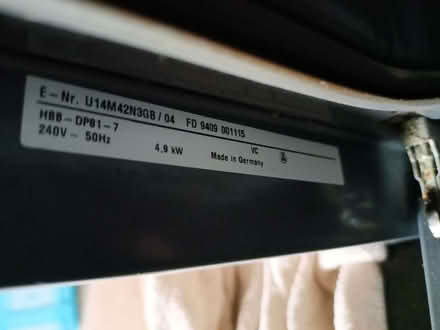 E-Nr. U14M42N3GB/04 FD 9409 001115
HBB-DP81-7 VC
240V ~ 50Hz 4,9 kW Made in Germany